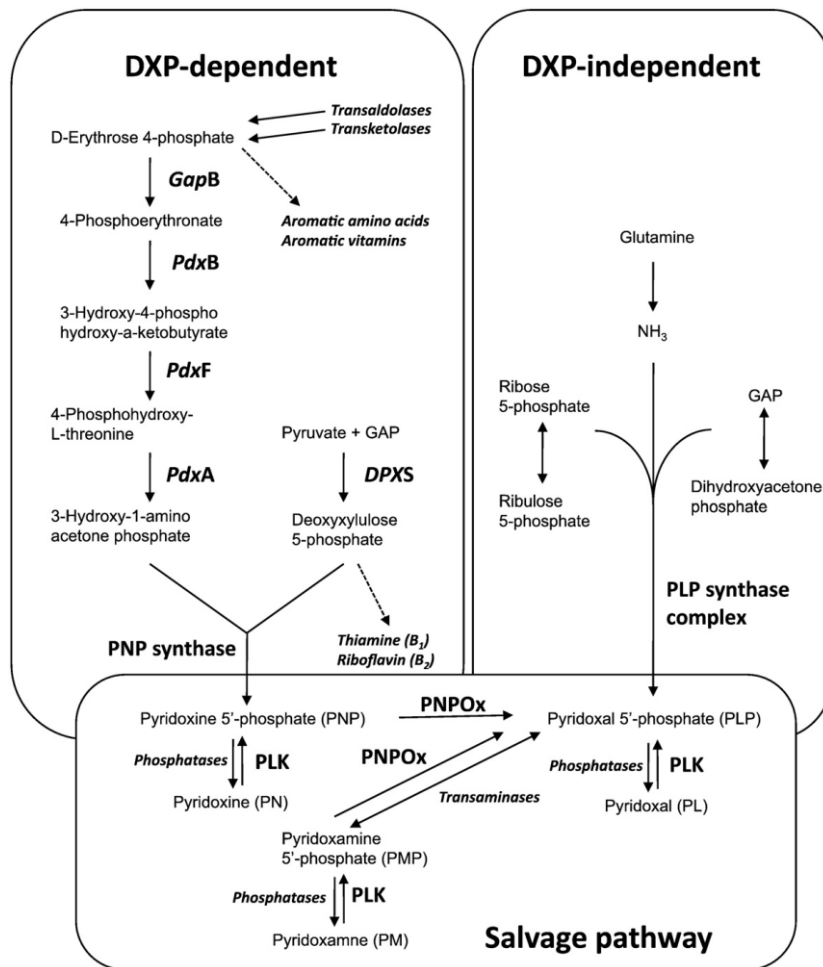 DXP-dependent
Transaldolases
Transketolases
D-Erythrose 4-phosphate
GapB
4-Phosphoerythronate
Aromatic amino acids
Aromatic vitamins
PdxB
3-Hydroxy-4-phospho
hydroxy-a-ketobutyrate
PdxF
4-Phosphohydroxy-
L-threonine
Pyruvate + GAP
PdxA
DPXS
3-Hydroxy-1-amino
acetone phosphate
Deoxyxylulose
5-phosphate
PNP synthase
Thiamine (B₁)
Riboflavin (B₂)
DXP-independent
Glutamine
NH₃
Ribose
5-phosphate
GAP
Ribulose
5-phosphate
Dihydroxyacetone
phosphate
PLP synthase
complex
Pyridoxine 5'-phosphate (PNP)
PNPOx
Pyridoxal 5'-phosphate (PLP)
Phosphatases
PLK
PNPOx
Phosphatases
PLK
Pyridoxine (PN)
Transaminases
Pyridoxal (PL)
Pyridoxamine
5'-phosphate (PMP)
Phosphatases
PLK
Pyridoxamne (PM)
Salvage pathway